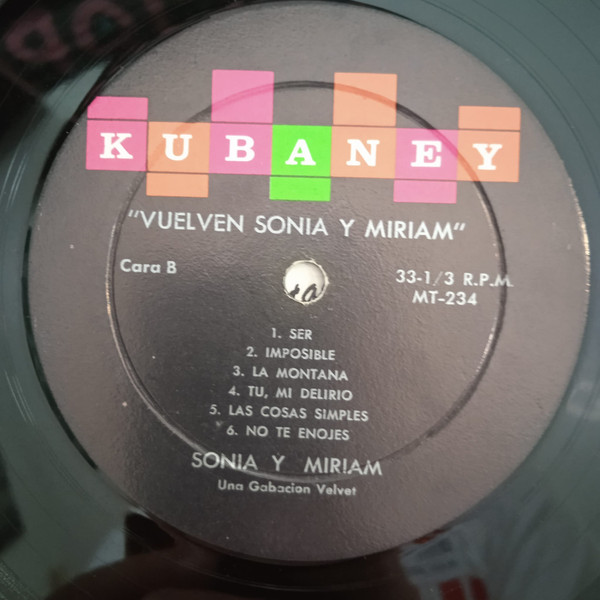 KUBANEY
"VUELVEN SONIA Y MIRIAM"
Cara B
33-1/3 R.P.M.
MT-234
1. SER
2. IMPOSIBLE
3. LA MONTANA
4. TU, MI DELIRIO
5. LAS COSAS SIMPLES
6. NO TE ENOJES
SONIA Y MIRIAM
Una Gabacion Velvet